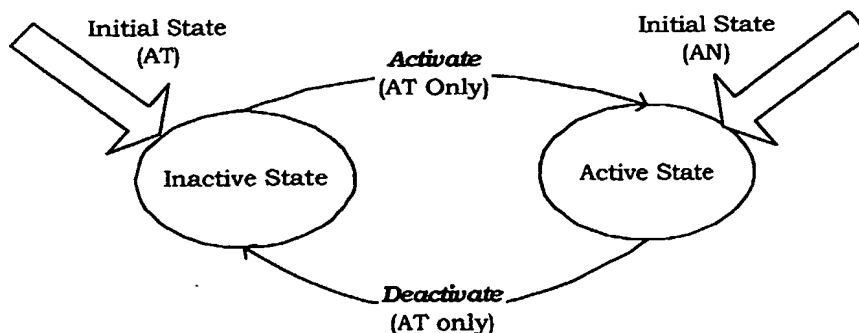 Initial State
(AT)
Initial State
(AN)
Activate
(AT Only)
Inactive State
Active State
Deactivate
(AT only)